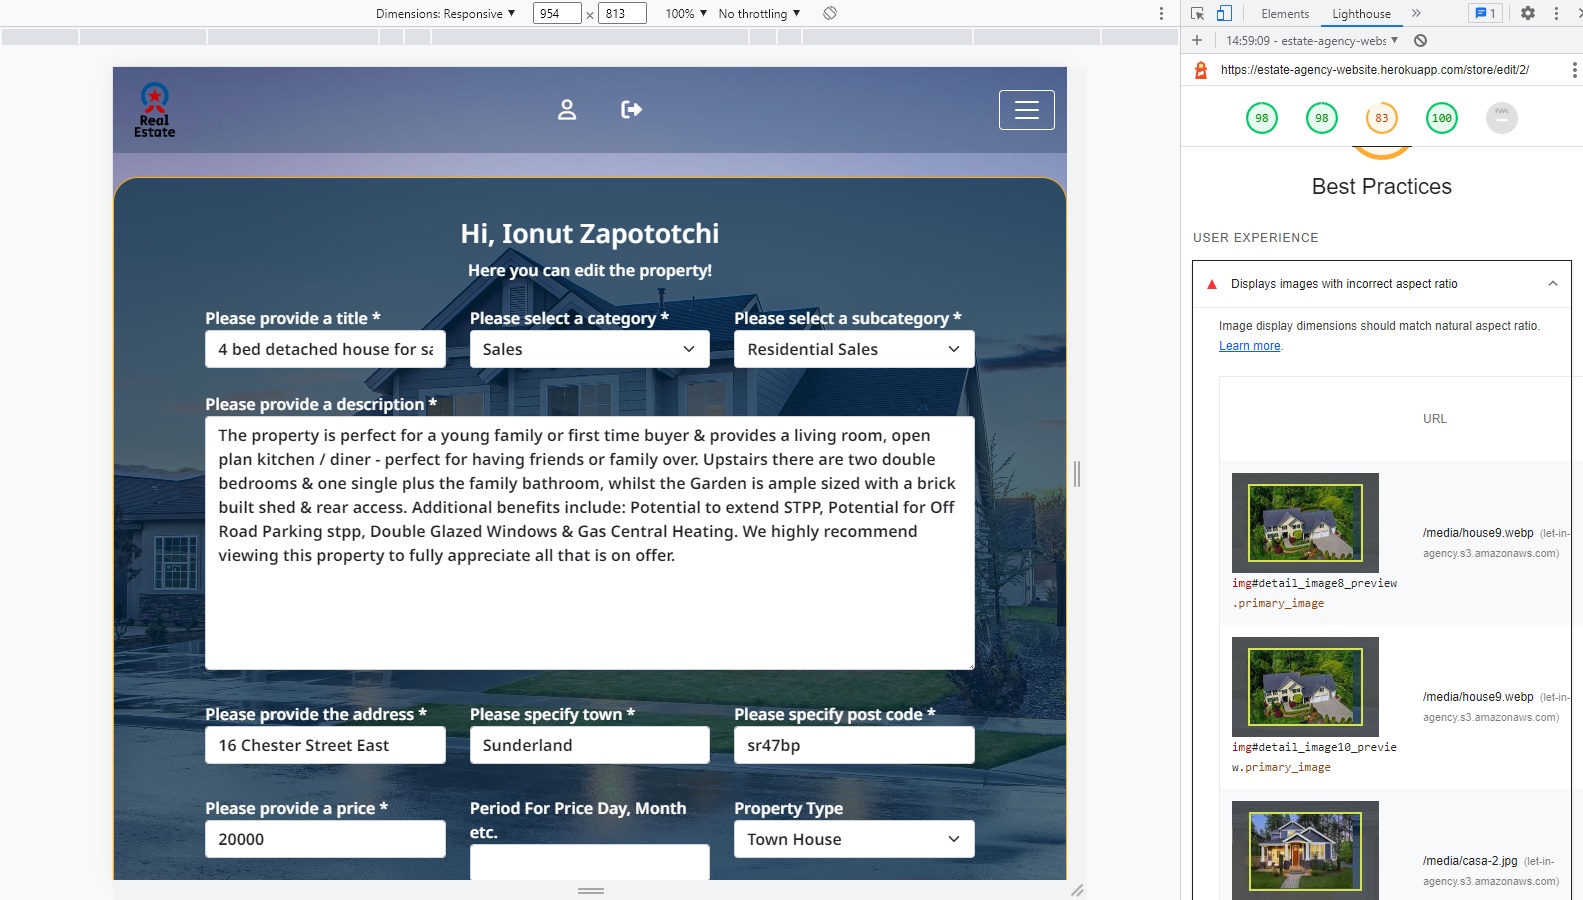 Dimensions: Responsive ▼ 954 × 813 100% ▼ No throttling ▼
Elements Lighthouse » 1
14:59:09 - estate-agency-webs ▼
https://estate-agency-website.herokuapp.com/store/edit/2/
98 98 83 100 PWA
Real
Estate
Hi, Ionut Zapototchi
Here you can edit the property!
Please provide a title * Please select a category * Please select a subcategory *
4 bed detached house for sa Sales Residential Sales
Please provide a description *
The property is perfect for a young family or first time buyer & provides a living room, open
plan kitchen / diner - perfect for having friends or family over. Upstairs there are two double
bedrooms & one single plus the family bathroom, whilst the Garden is ample sized with a brick
built shed & rear access. Additional benefits include: Potential to extend STPP, Potential for Off
Road Parking stpp, Double Glazed Windows & Gas Central Heating. We highly recommend
viewing this property to fully appreciate all that is on offer.
Please provide the address * Please specify town * Please specify post code *
16 Chester Street East Sunderland sr47bp
Please provide a price * Period For Price Day, Month
etc.
Property Type
20000 Town House
Best Practices
USER EXPERIENCE
Displays images with incorrect aspect ratio
Image display dimensions should match natural aspect ratio.
Learn more.
URL
/media/house9.webp (let-in-
agency.s3.amazonaws.com)
img#detail_image8_preview
.primary_image
/media/house9.webp (let-in-
agency.s3.amazonaws.com)
img#detail_image10_previe
w.primary_image
/media/casa-2.jpg (let-in-
agency.s3.amazonaws.com)